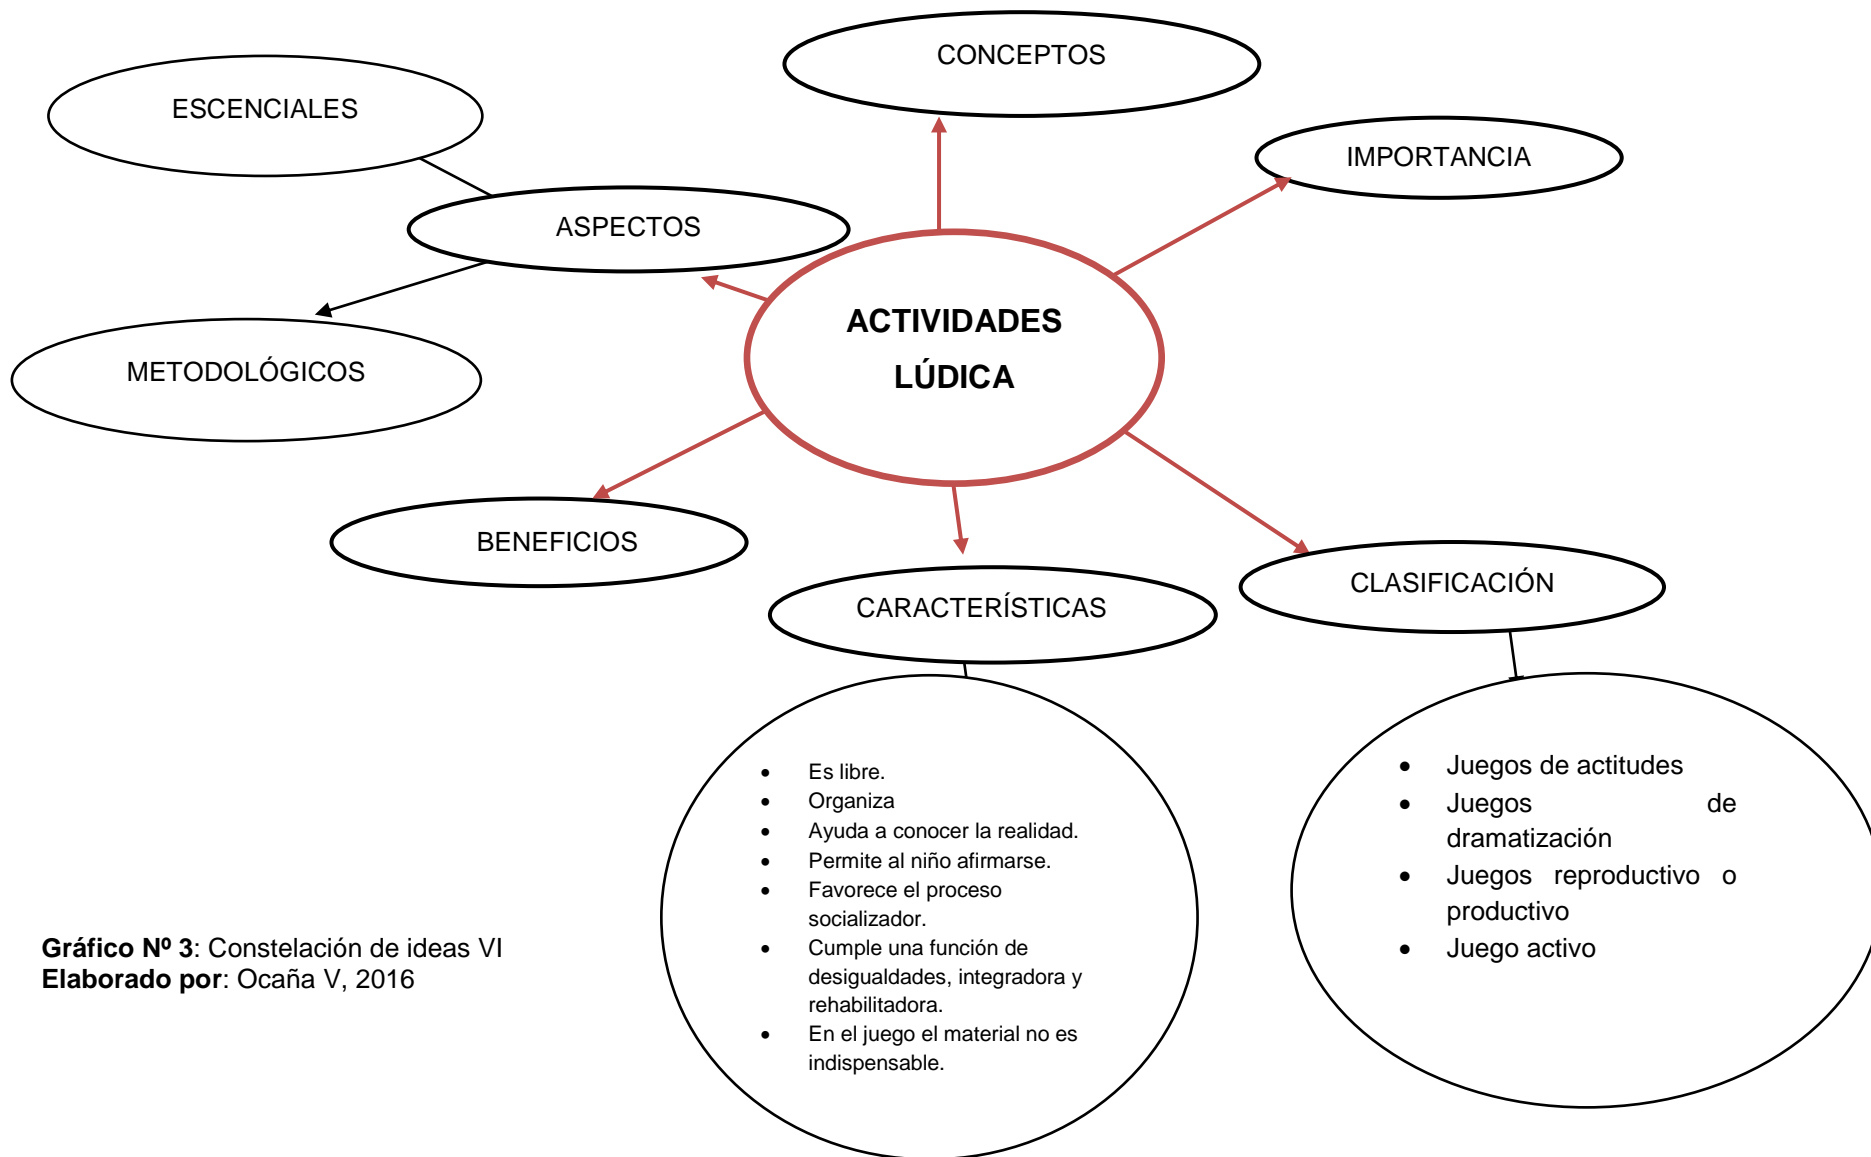 CONCEPTOS
ESCENCIALES
IMPORTANCIA
ASPECTOS
ACTIVIDADES
LÚDICA
METODOLÓGICOS
BENEFICIOS
CARACTERÍSTICAS
CLASIFICACIÓN
• Es libre.
• Organiza
• Ayuda a conocer la realidad.
• Permite al niño afirmarse.
• Favorece el proceso
socializador.
• Cumple una función de
desigualdades, integradora y
rehabilitadora.
• En el juego el material no es
indispensable.
• Juegos de actitudes
• Juegos de
dramatización
• Juegos reproductivo o
productivo
• Juego activo
Gráfico Nº 3: Constelación de ideas VI
Elaborado por: Ocaña V, 2016